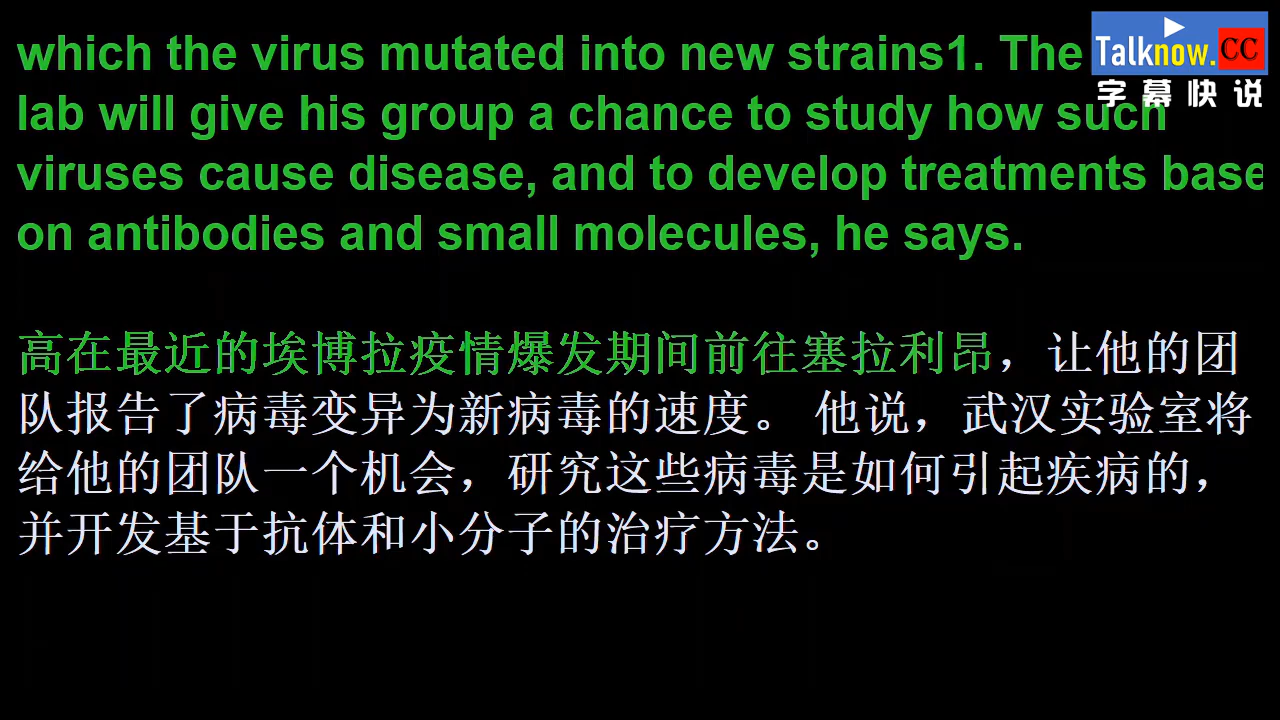 which the virus mutated into new strains1. The
lab will give his group a chance to study how such
viruses cause disease, and to develop treatments base
on antibodies and small molecules, he says.
高在最近的埃博拉疫情爆发期间前往塞拉利昂，让他的团
队报告了病毒变异为新病毒的速度。 他说，武汉实验室将
给他的团队一个机会，研究这些病毒是如何引起疾病的，
并开发基于抗体和小分子的治疗方法。
Talknow.CC
字幕快说